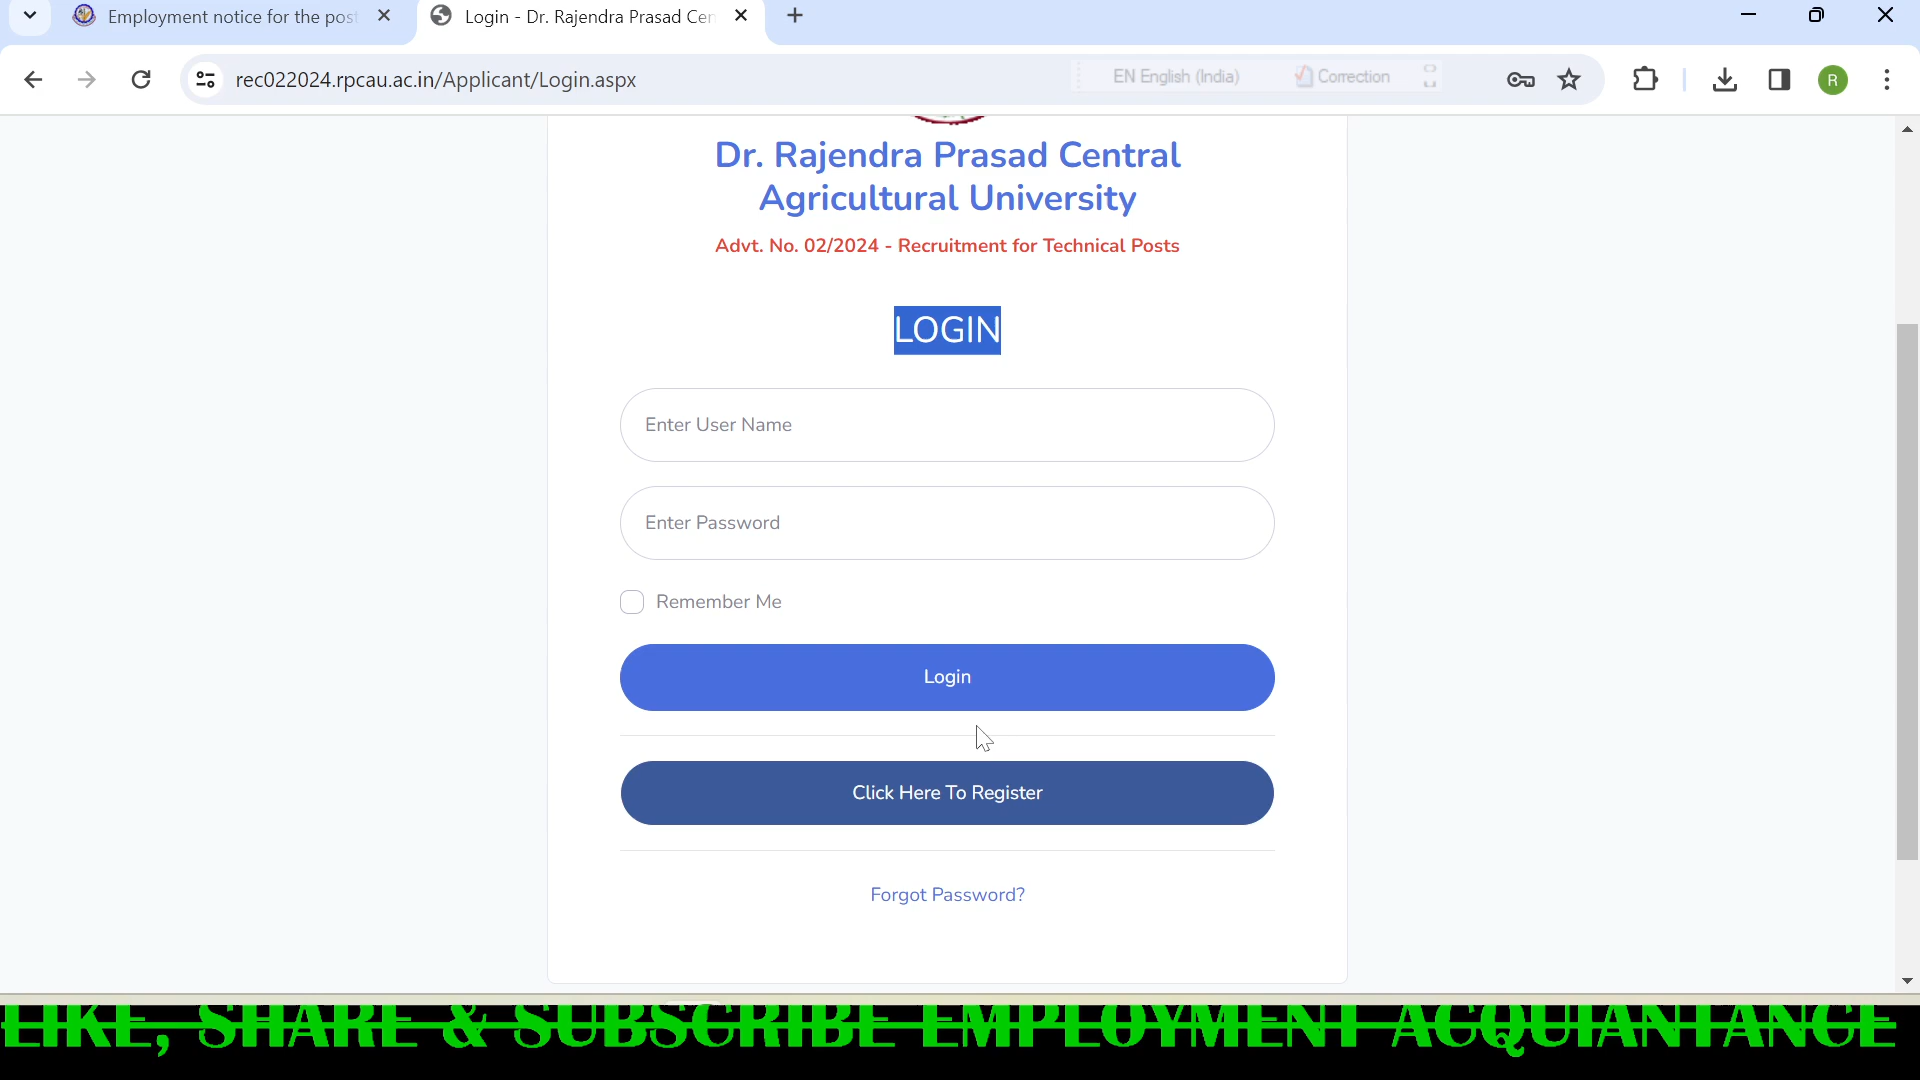 Employment notice for the pos
Login - Dr. Rajendra Prasad Cen
rec022024.rpcau.ac.in/Applicant/Login.aspx
EN English (India)
Correction
R
Dr. Rajendra Prasad Central
Agricultural University
Advt. No. 02/2024 - Recruitment for Technical Posts
LOGIN
Enter User Name
Enter Password
Remember Me
Login
Click Here To Register
Forgot Password?
LIKE, SHARE & SUBSCRIBE EMPLOYMENT ACQUIANTANCE